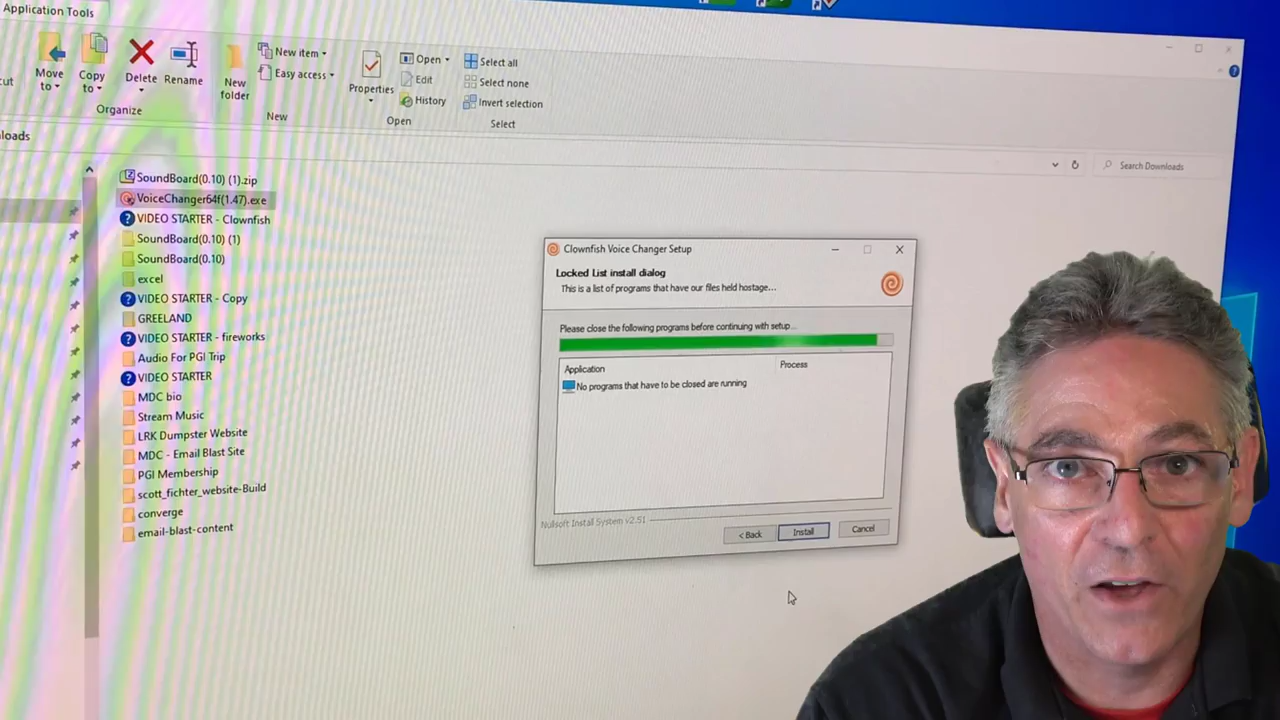 Application Tools
cut
Move
to
Copy
to
Delete
Rename
Organize
New
folder
New item
Easy access
New
Properties
Open
Edit
History
Open
Select all
Select none
Invert selection
Select
Search Downloads
SoundBoard(0.10) (1).zip
VoiceChanger64f(1.47).exe
VIDEO STARTER - Clownfish
SoundBoard(0.10) (1)
SoundBoard(0.10)
excel
VIDEO STARTER - Copy
GREELAND
VIDEO STARTER - fireworks
Audio For PGI Trip
VIDEO STARTER
MDC bio
Stream Music
LRK Dumpster Website
MDC - Email Blast Site
PGI Membership
scott_fichter_website-Build
converge
email-blast-content
Clownfish Voice Changer Setup
Locked List install dialog
This is a list of programs that have our files held hostage...
Please close the following programs before continuing with setup...
Application
Process
No programs that have to be closed are running
Nullsoft Install System v2.51
< Back
Install
Cancel